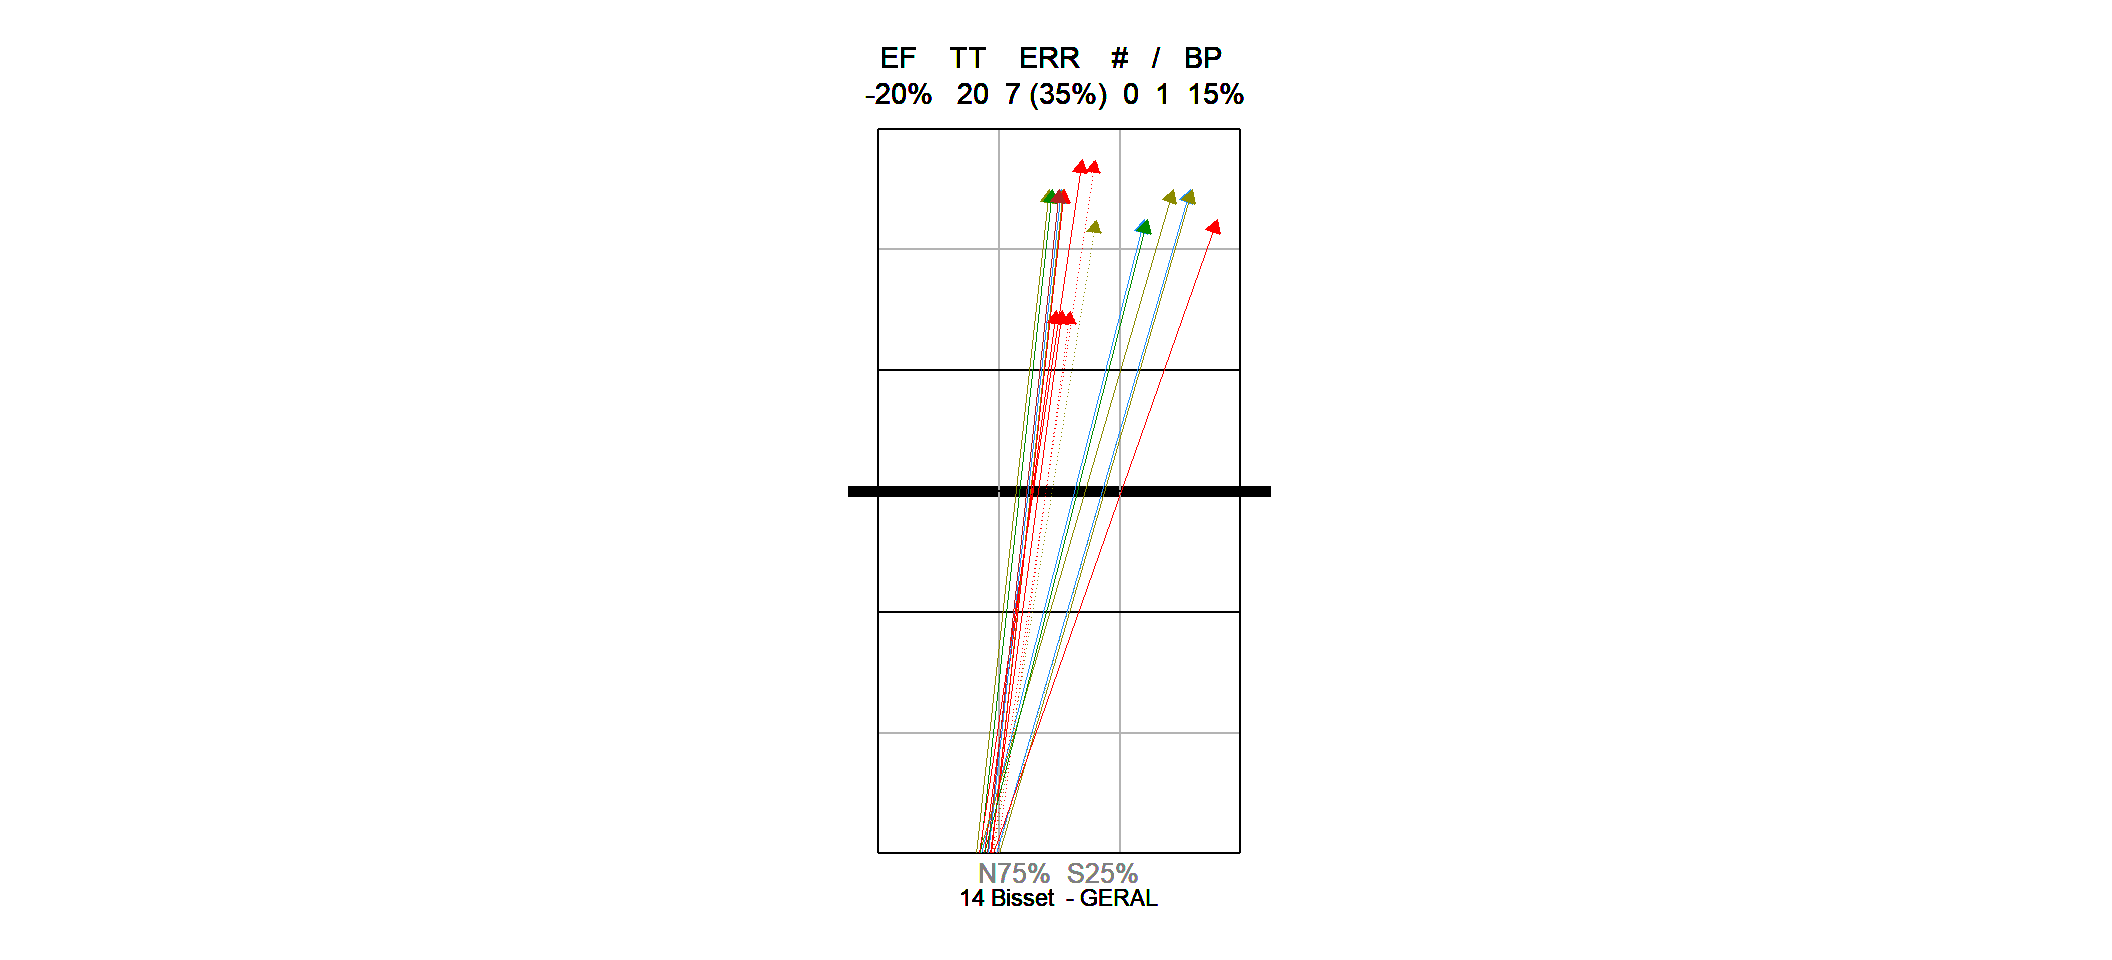 EF TT ERR # / BP
-20% 20 7 (35%) 0 1 15%
N75% S25%
14 Bisset - GERAL